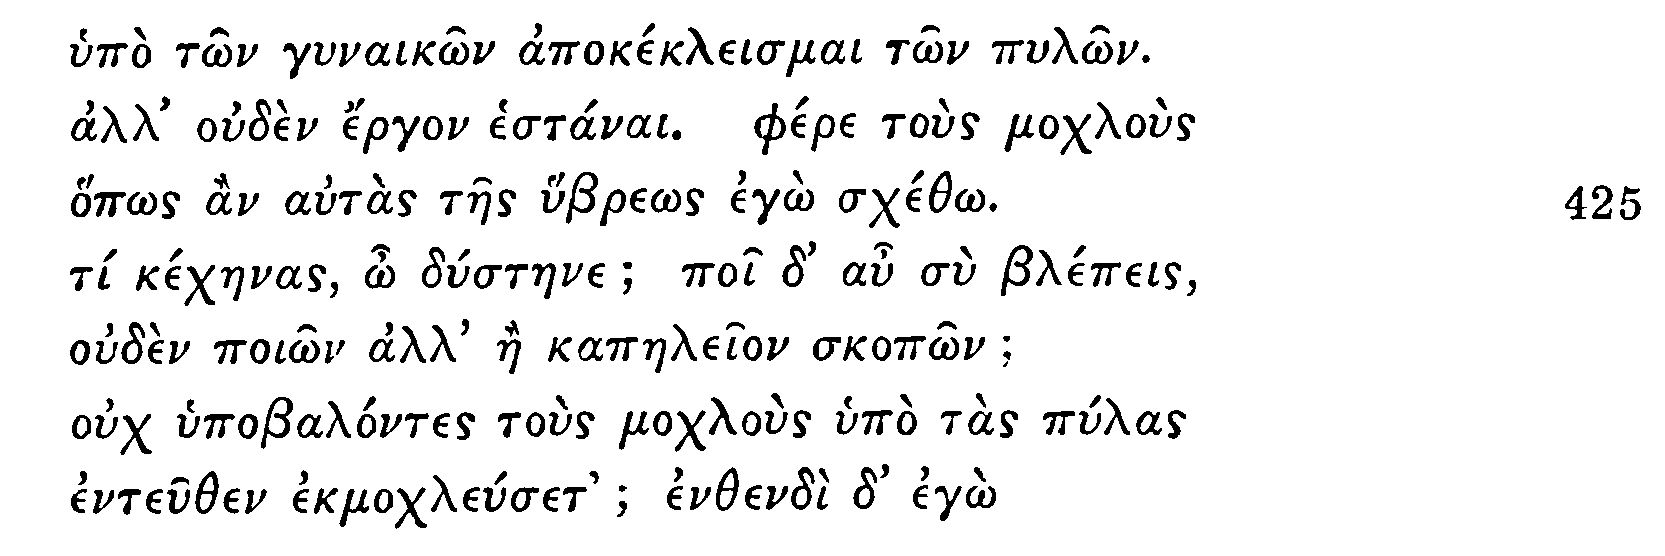 ὑπὸ τῶν γυναικῶν ἀποκέκλεισμαι τῶν πυλῶν.
ἀλλ’ οὐδὲν ἔργον ἑστάναι. φέρε τοὺς μοχλοὺς
ὅπως ἂν αὐτὰς τῆς ὕβρεως ἐγὼ σχέθω. 425
τί κέχηνας, ὦ δύστηνε; ποῖ δ’ αὖ σὺ βλέπεις,
οὐδὲν ποιῶν ἀλλ’ ἢ καπηλεῖον σκοπῶν;
οὐχ ὑποβαλόντες τοὺς μοχλοὺς ὑπὸ τὰς πύλας
ἐντεῦθεν ἐκμοχλεύσετ’; ἐνθενδὶ δ’ ἐγὼ